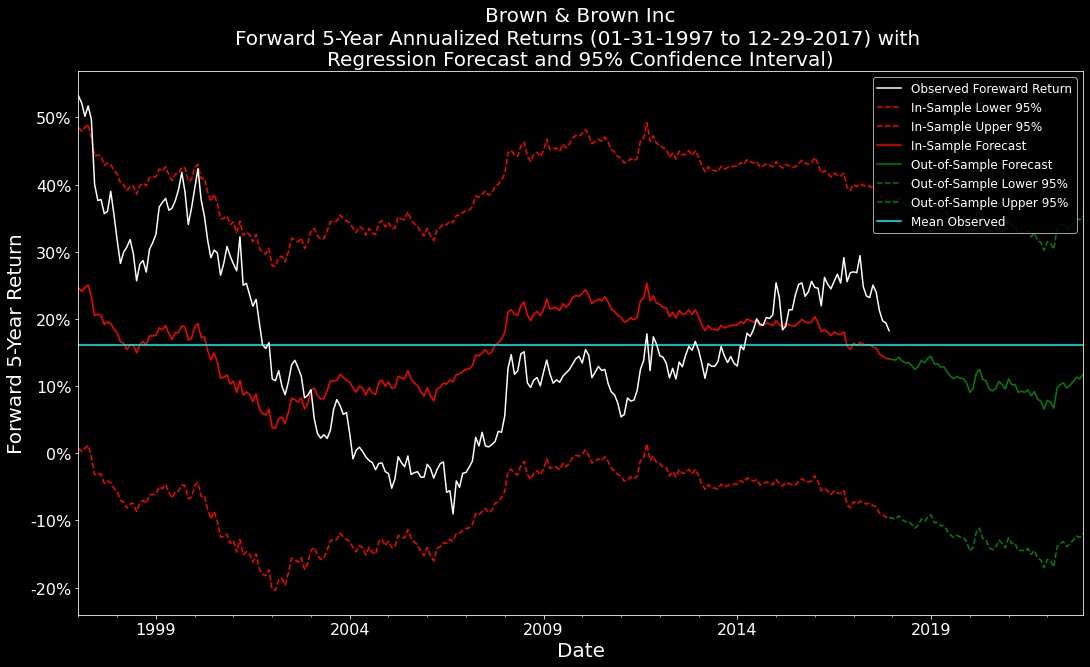 Brown & Brown Inc
Forward 5-Year Annualized Returns (01-31-1997 to 12-29-2017) with
Regression Forecast and 95% Confidence Interval)
Observed Foreward Return
In-Sample Lower 95%
In-Sample Upper 95%
In-Sample Forecast
Out-of-Sample Forecast
Out-of-Sample Lower 95%
Out-of-Sample Upper 95%
Mean Observed
Forward 5-Year Return
50%
40%
30%
20%
10%
0%
-10%
-20%
1999
2004
2009
2014
2019
Date